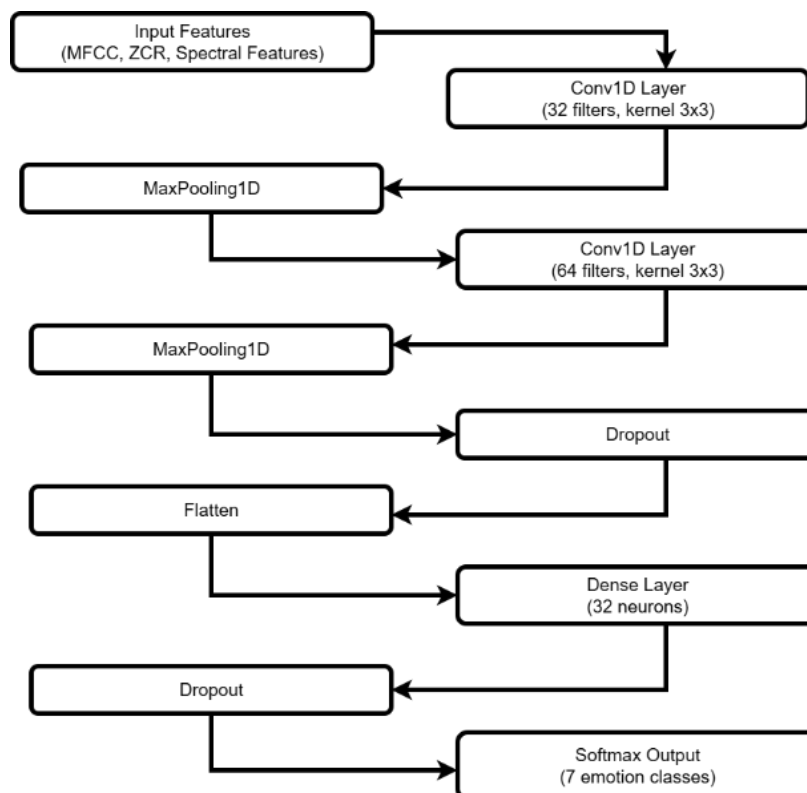 Input Features
(MFCC, ZCR, Spectral Features)
Conv1D Layer
(32 filters, kernel 3x3)
MaxPooling1D
Conv1D Layer
(64 filters, kernel 3x3)
MaxPooling1D
Dropout
Flatten
Dense Layer
(32 neurons)
Dropout
Softmax Output
(7 emotion classes)